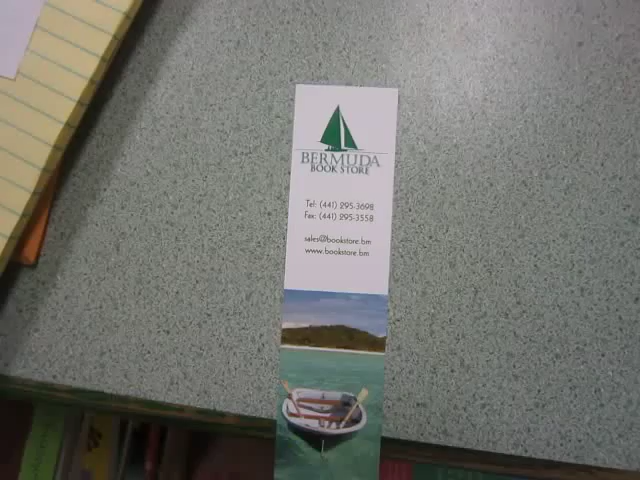 BERMUDA
BOOK STORE
Tel: (441) 295-3698
Fax: (441) 295-3558
sales@bookstore.bm
www.bookstore.bm